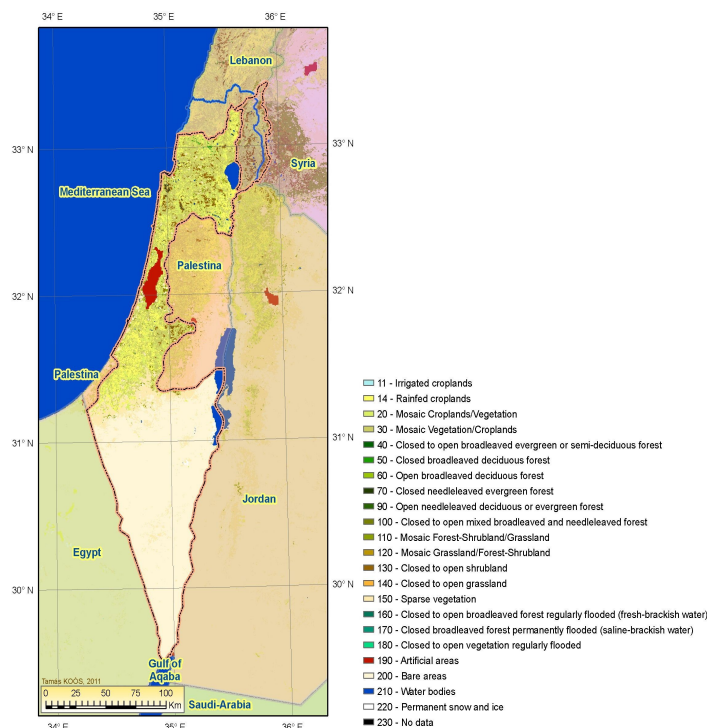 34° E 35° E 36° E
Lebanon
33° N
33° N
Syria
Mediterranean Sea
Palestina
32° N
32° N
Palestina
31° N
31° N
Jordan
Egypt
30° N
30° N
Gulf of
Aqaba
Tamas KOÓS, 2011
0 25 50 75 100
Km
Saudi-Arabia
34° E 35° E 36° E
11 - Irrigated croplands
14 - Rainfed croplands
20 - Mosaic Croplands/Vegetation
30 - Mosaic Vegetation/Croplands
40 - Closed to open broadleaved evergreen or semi-deciduous forest
50 - Closed broadleaved deciduous forest
60 - Open broadleaved deciduous forest
70 - Closed needleleaved evergreen forest
90 - Open needleleaved deciduous or evergreen forest
100 - Closed to open mixed broadleaved and needleleaved forest
110 - Mosaic Forest-Shrubland/Grassland
120 - Mosaic Grassland/Forest-Shrubland
130 - Closed to open shrubland
140 - Closed to open grassland
150 - Sparse vegetation
160 - Closed to open broadleaved forest regularly flooded (fresh-brackish water)
170 - Closed broadleaved forest permanently flooded (saline-brackish water)
180 - Closed to open vegetation regularly flooded
190 - Artificial areas
200 - Bare areas
210 - Water bodies
220 - Permanent snow and ice
230 - No data